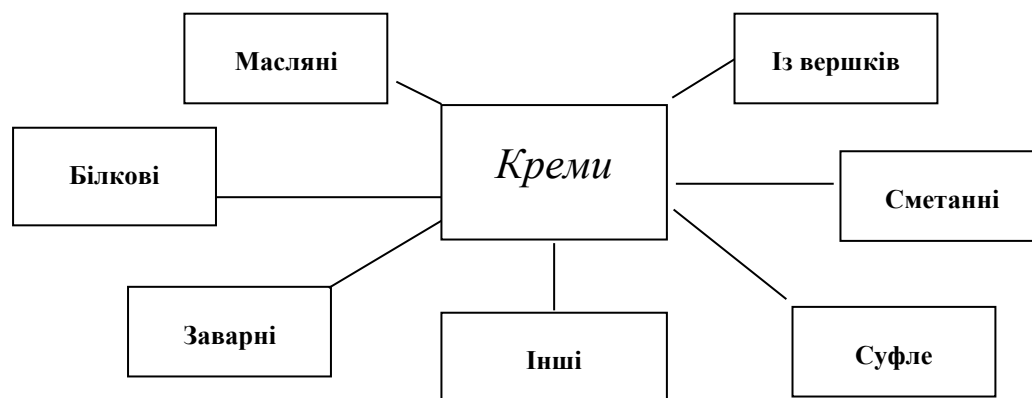 Масляні
Із вершків
Креми
Білкові
Сметанні
Заварні
Інші
Суфле